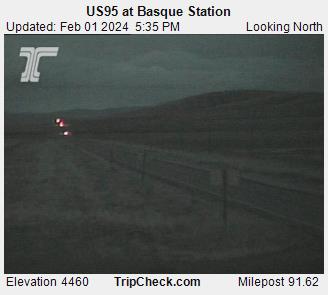 US95 at Basque Station
Updated: Feb 01 2024 5:35 PM Looking North
Elevation 4460 TripCheck.com Milepost 91.62